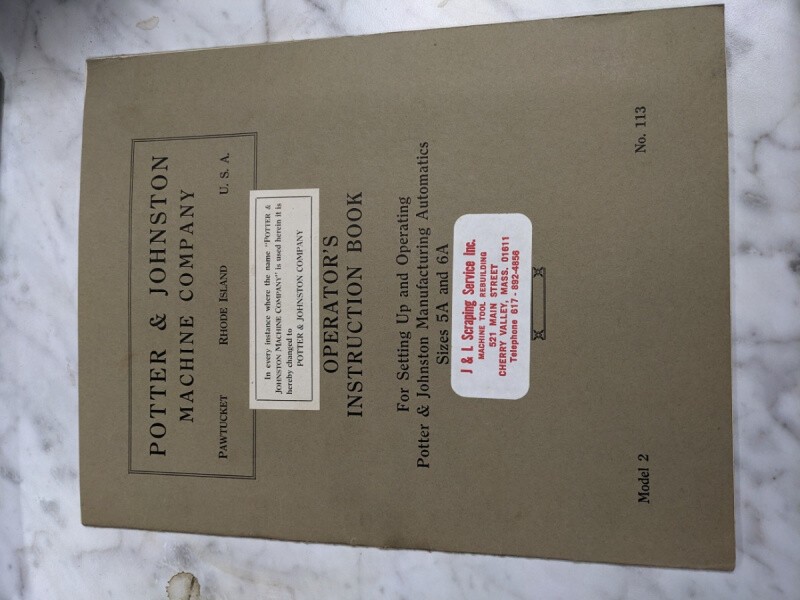 POTTER & JOHNSTON
MACHINE COMPANY
PAWTUCKET RHODE ISLAND U. S. A.
In every instance where the name "POTTER &
JOHNSTON MACHINE COMPANY" is used herein it is
hereby changed to
POTTER & JOHNSTON COMPANY
OPERATOR'S
INSTRUCTION BOOK
For Setting Up and Operating
Potter & Johnston Manufacturing Automatics
Sizes 5A and 6A
J & L Scraping Service Inc.
MACHINE TOOL REBUILDING
521 MAIN STREET
CHERRY VALLEY, MASS. 01611
Telephone 617 - 892-4856
Model 2 No. 113